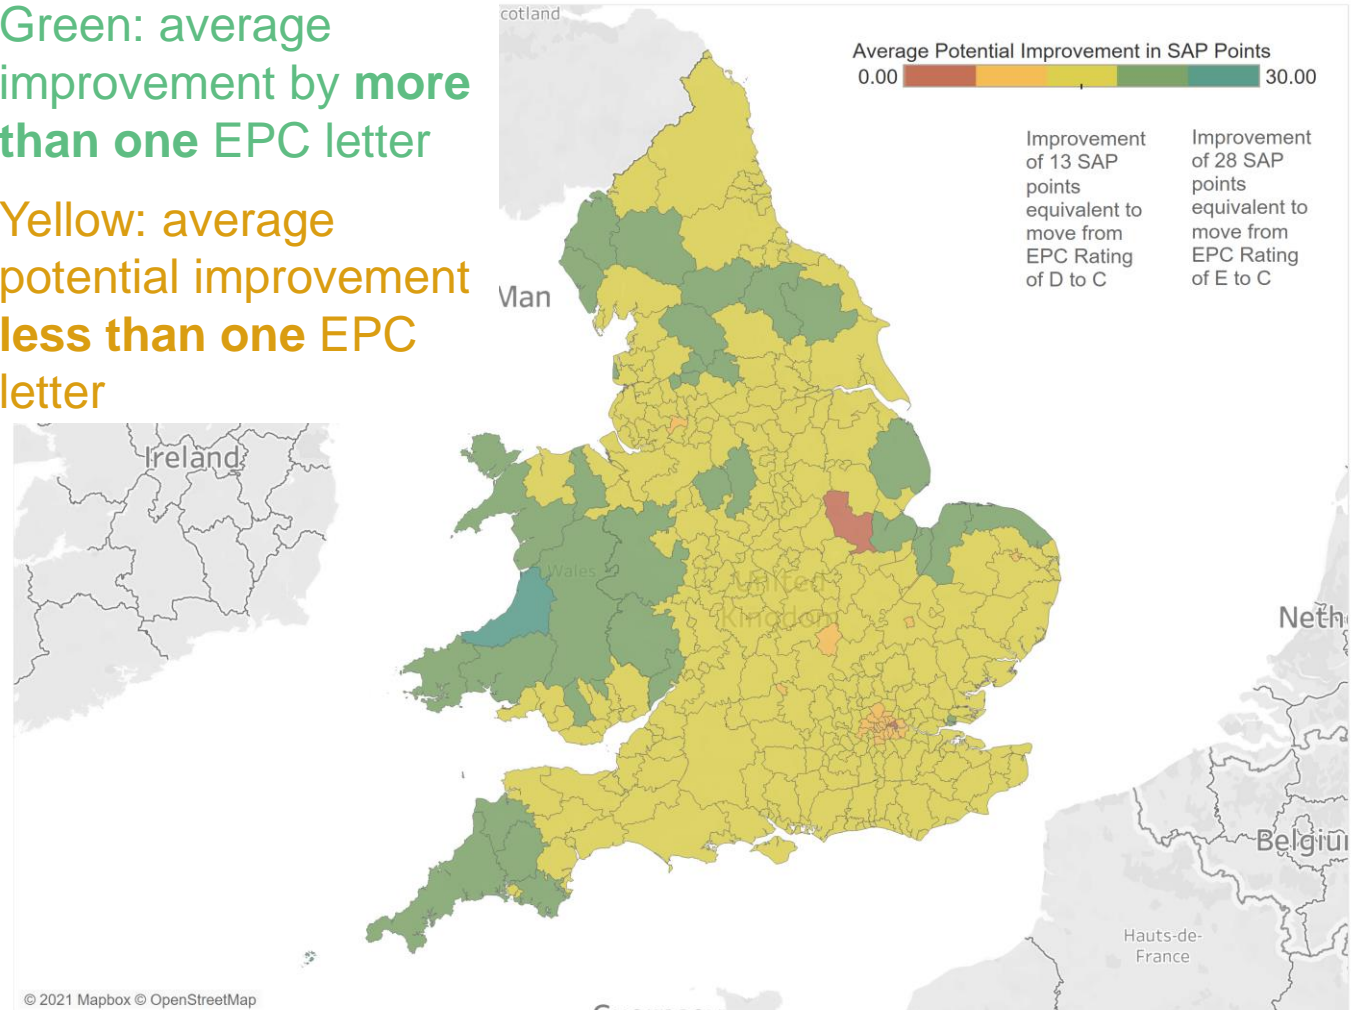 Green: average
improvement by more
than one EPC letter
Yellow: average
potential improvement
less than one EPC
letter
cotland
Average Potential Improvement in SAP Points
0.00
30.00
Improvement
of 13 SAP
points
equivalent to
move from
EPC Rating
of D to C
Improvement
of 28 SAP
points
equivalent to
move from
EPC Rating
of E to C
Man
Ireland
Wales
United
Kingdom
Neth
Belgiu
Hauts-de-
France
© 2021 Mapbox © OpenStreetMap